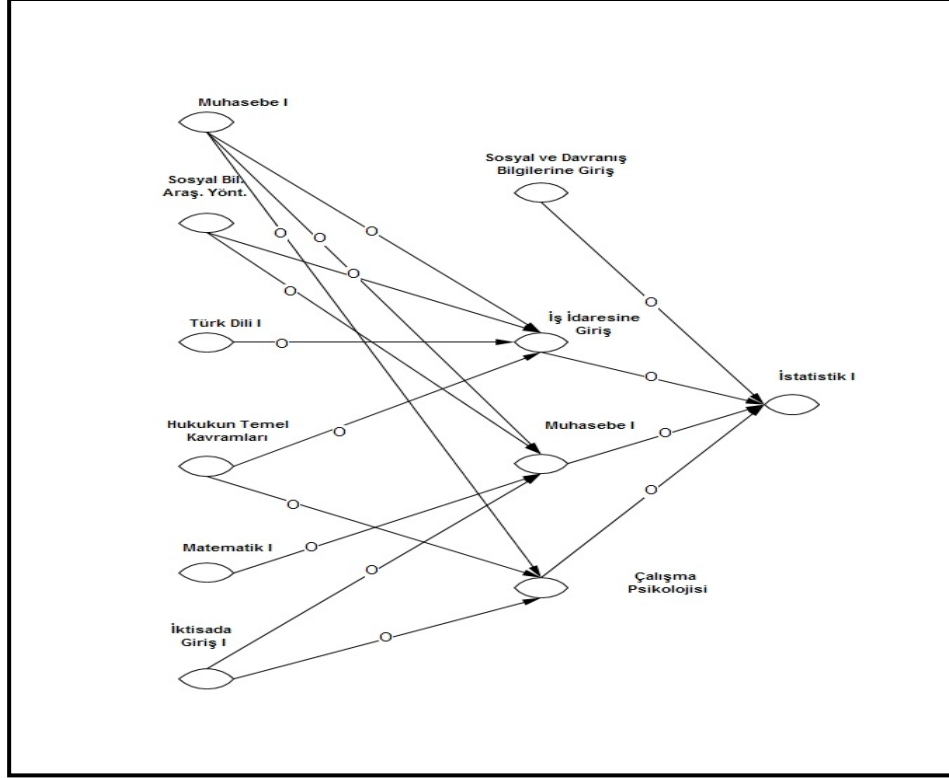 Muhasebe I
Sosyal ve Davranış
Bilgilerine Giriş
Sosyal Bil.
Araş. Yönt.
Türk Dili I
İş İdaresine
Giriş
İstatistik I
Hukukun Temel
Kavramları
Muhasebe I
Matematik I
Çalışma
Psikolojisi
İktisada
Giriş I